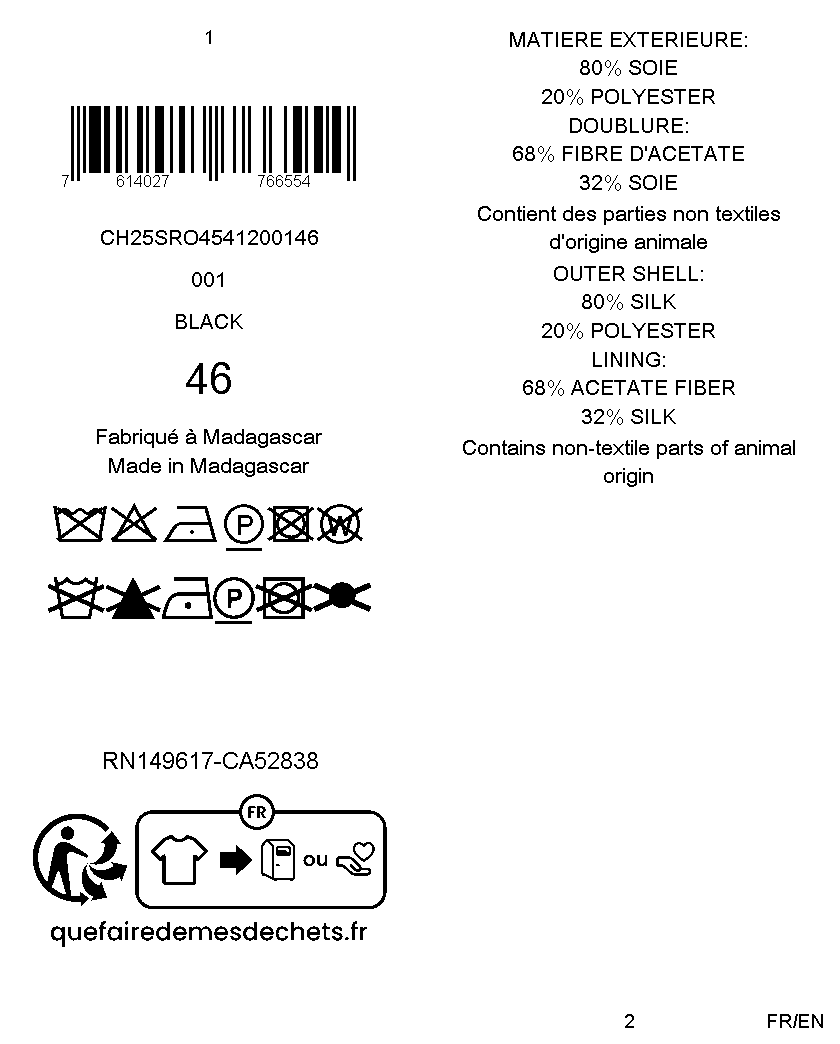 1
7 614027 766554
CH25SRO4541200146
001
BLACK
46
Fabriqué à Madagascar
Made in Madagascar
P W
P
RN149617-CA52838
FR
ou
quefairedemesdechets.fr
MATIERE EXTERIEURE:
80% SOIE
20% POLYESTER
DOUBLURE:
68% FIBRE D'ACETATE
32% SOIE
Contient des parties non textiles
d'origine animale
OUTER SHELL:
80% SILK
20% POLYESTER
LINING:
68% ACETATE FIBER
32% SILK
Contains non-textile parts of animal
origin
2
FR/EN